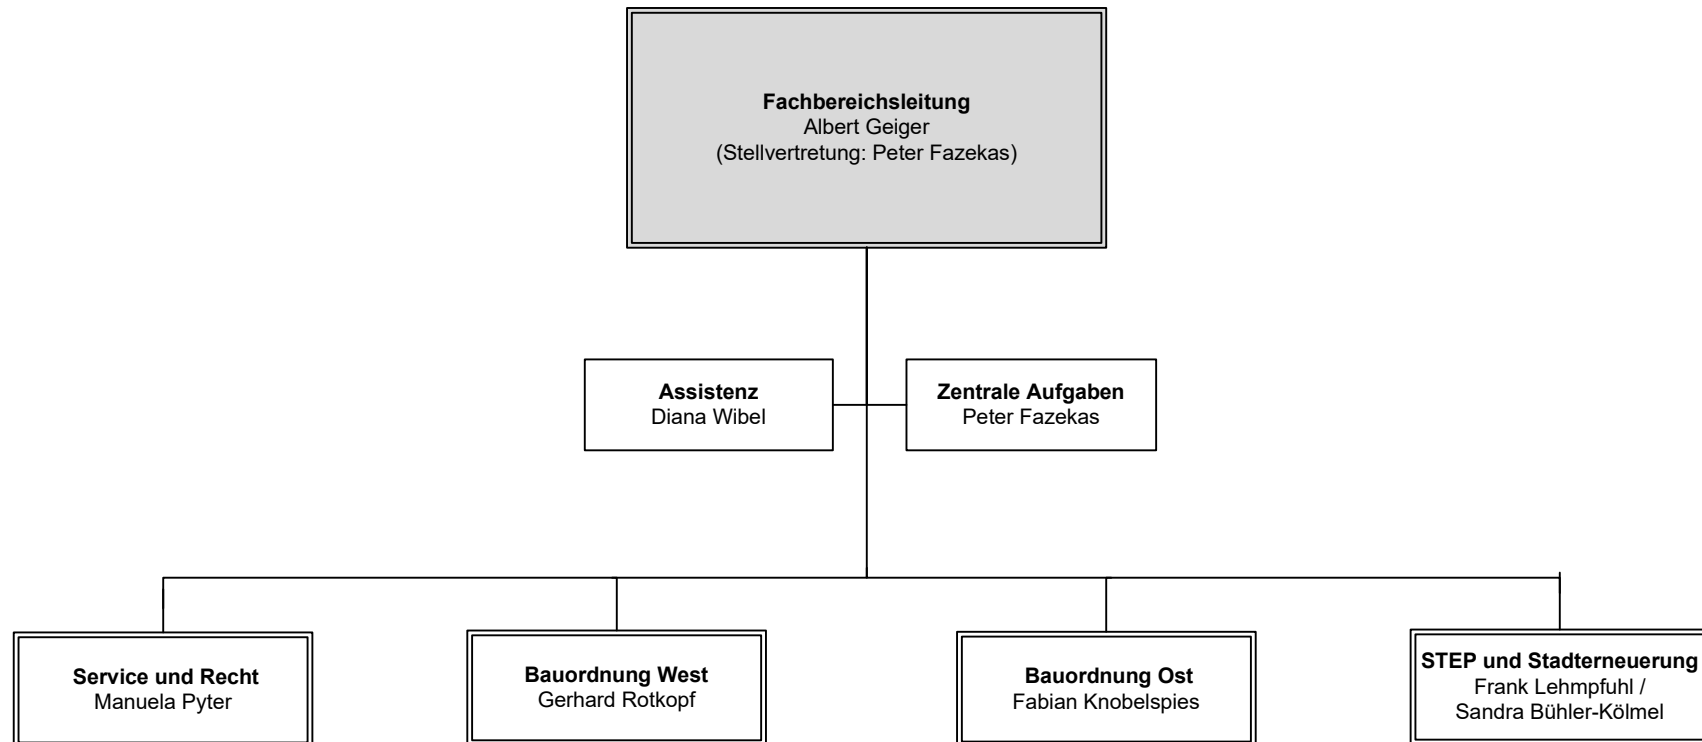 Fachbereichsleitung
Albert Geiger
(Stellvertretung: Peter Fazekas)
Assistenz
Diana Wibel
Zentrale Aufgaben
Peter Fazekas
Service und Recht
Manuela Pyter
Bauordnung West
Gerhard Rotkopf
Bauordnung Ost
Fabian Knobelspies
STEP und Stadterneuerung
Frank Lehmpfuhl /
Sandra Bühler-Kölmel